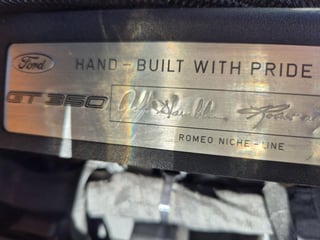 Ford
HAND-BUILT WITH PRIDE
GT350
ROMEO NICHE LINE